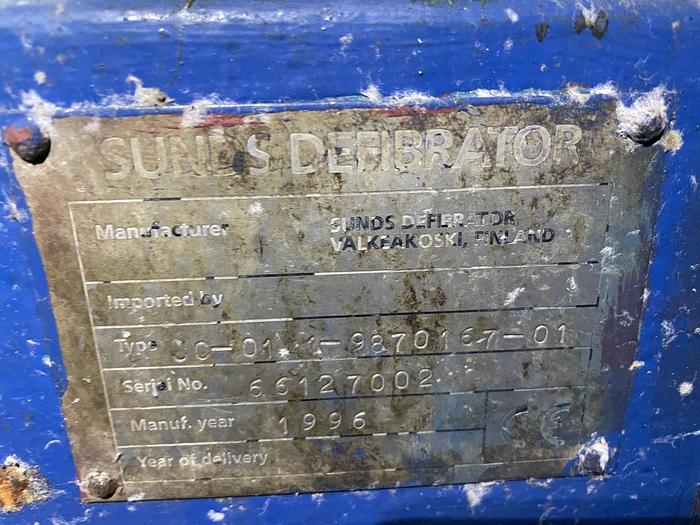 SUNDS DEFIBRATOR
Manufacturer SUNDS DEFIBRATOR
VALKEAKOSKI, FINLAND
Imported by
Type
Serial No. 66127002
Manuf. year 1996
Year of delivery
CE